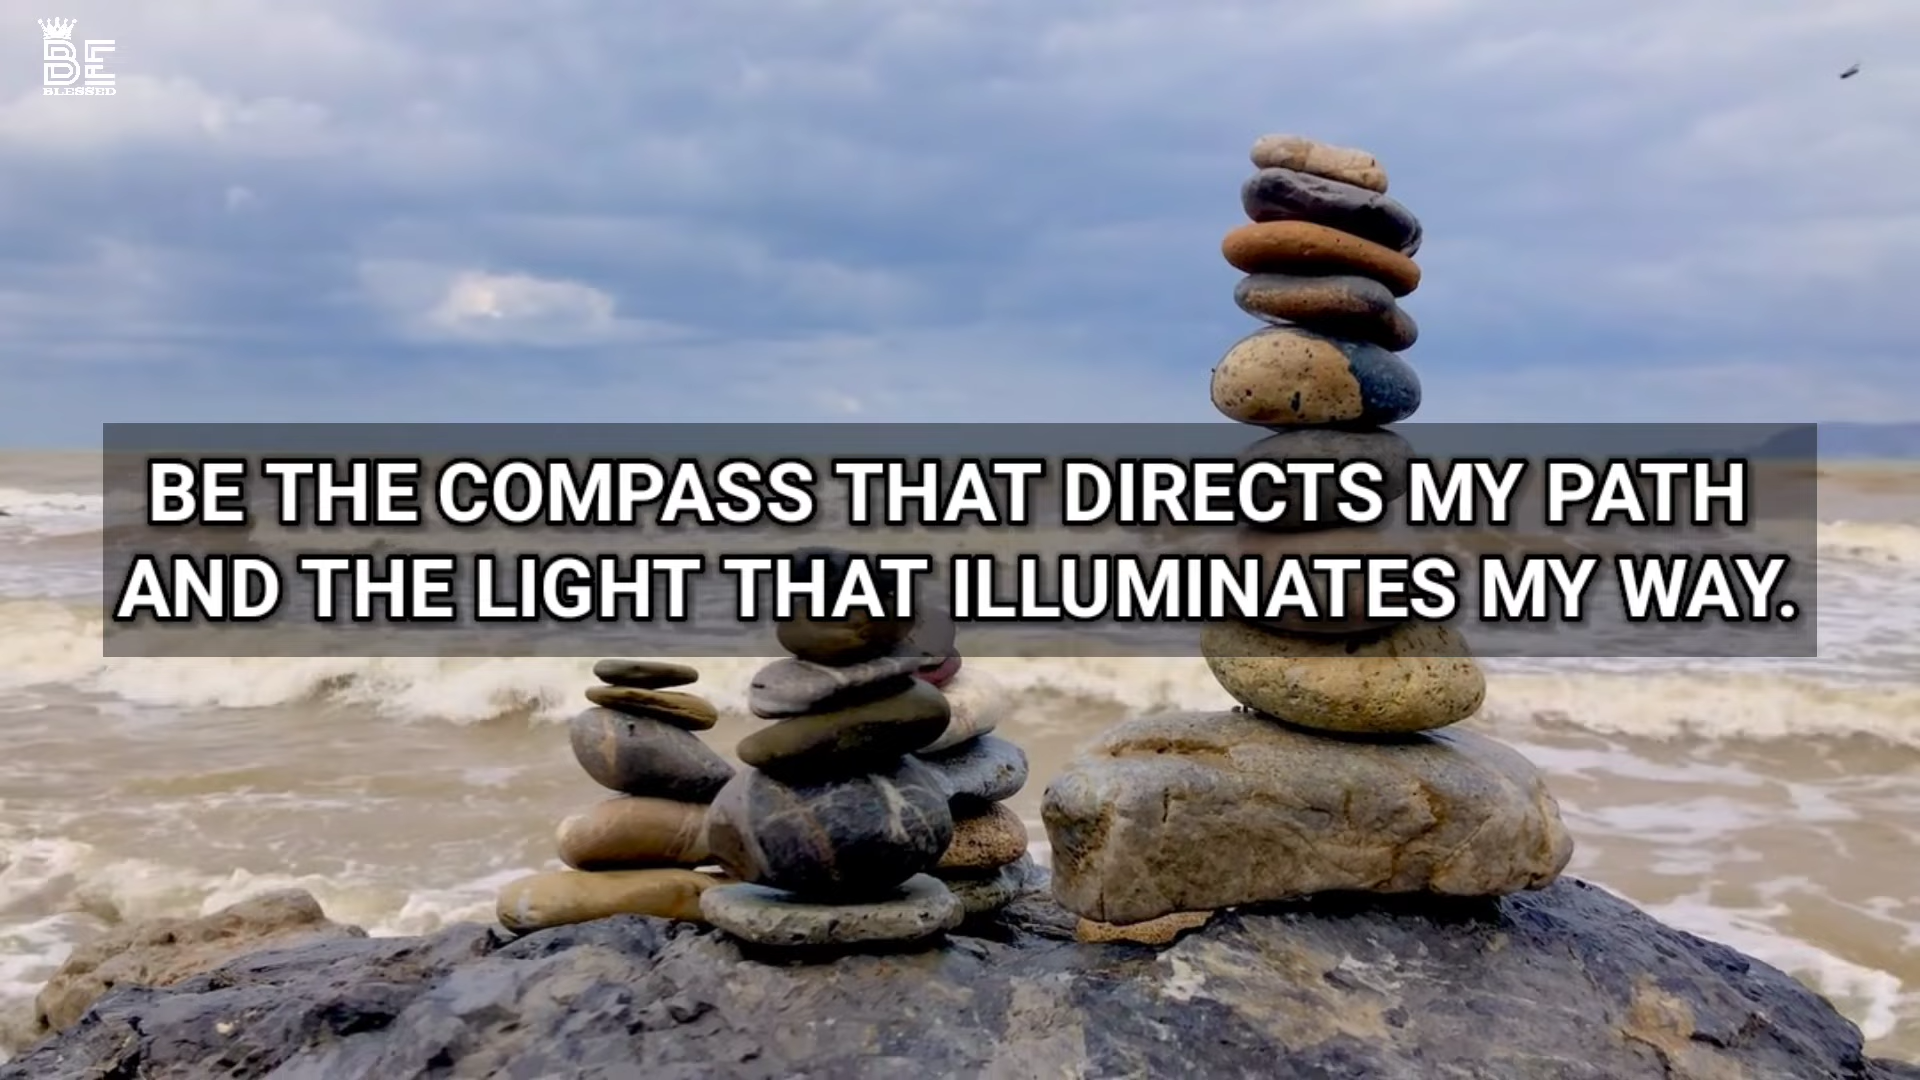 BE
BLESSED
BE THE COMPASS THAT DIRECTS MY PATH
AND THE LIGHT THAT ILLUMINATES MY WAY.